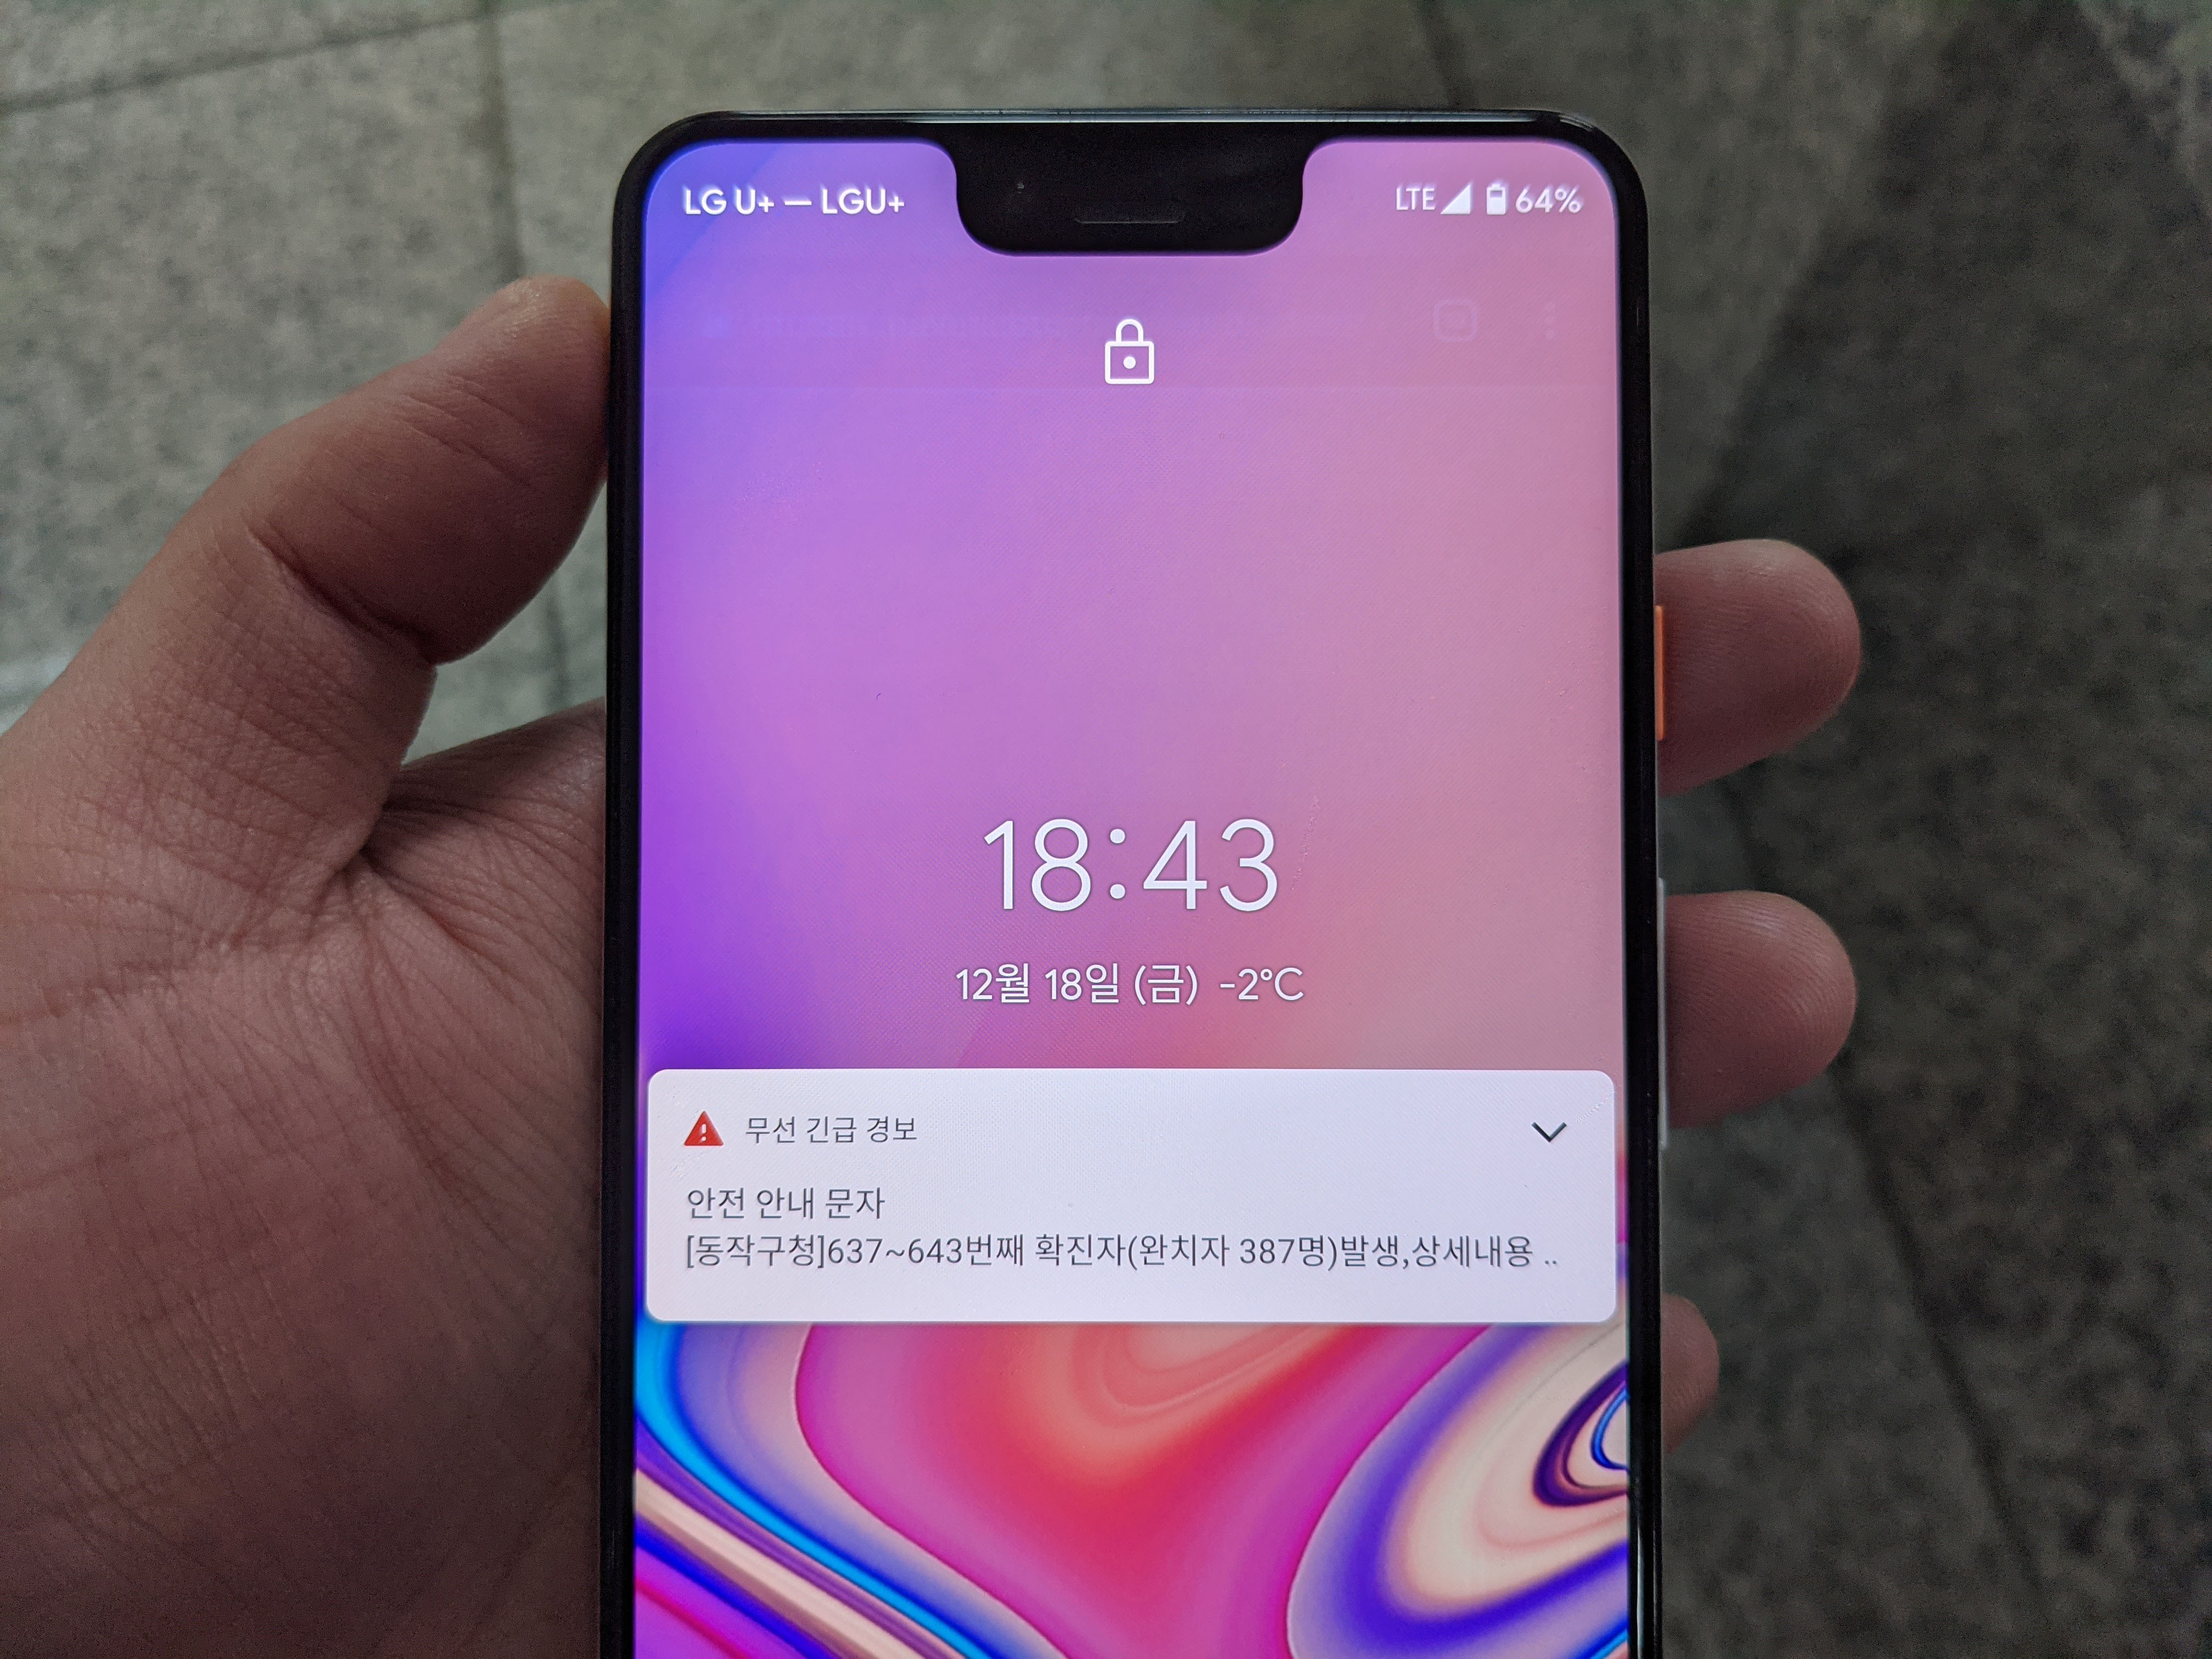 LG U+ — LGU+
LTE 64%
18:43
12월 18일 (금) -2°C
무선 긴급 경보
안전 안내 문자
[동작구청]637~643번째 확진자(완치자 387명)발생,상세내용 ..